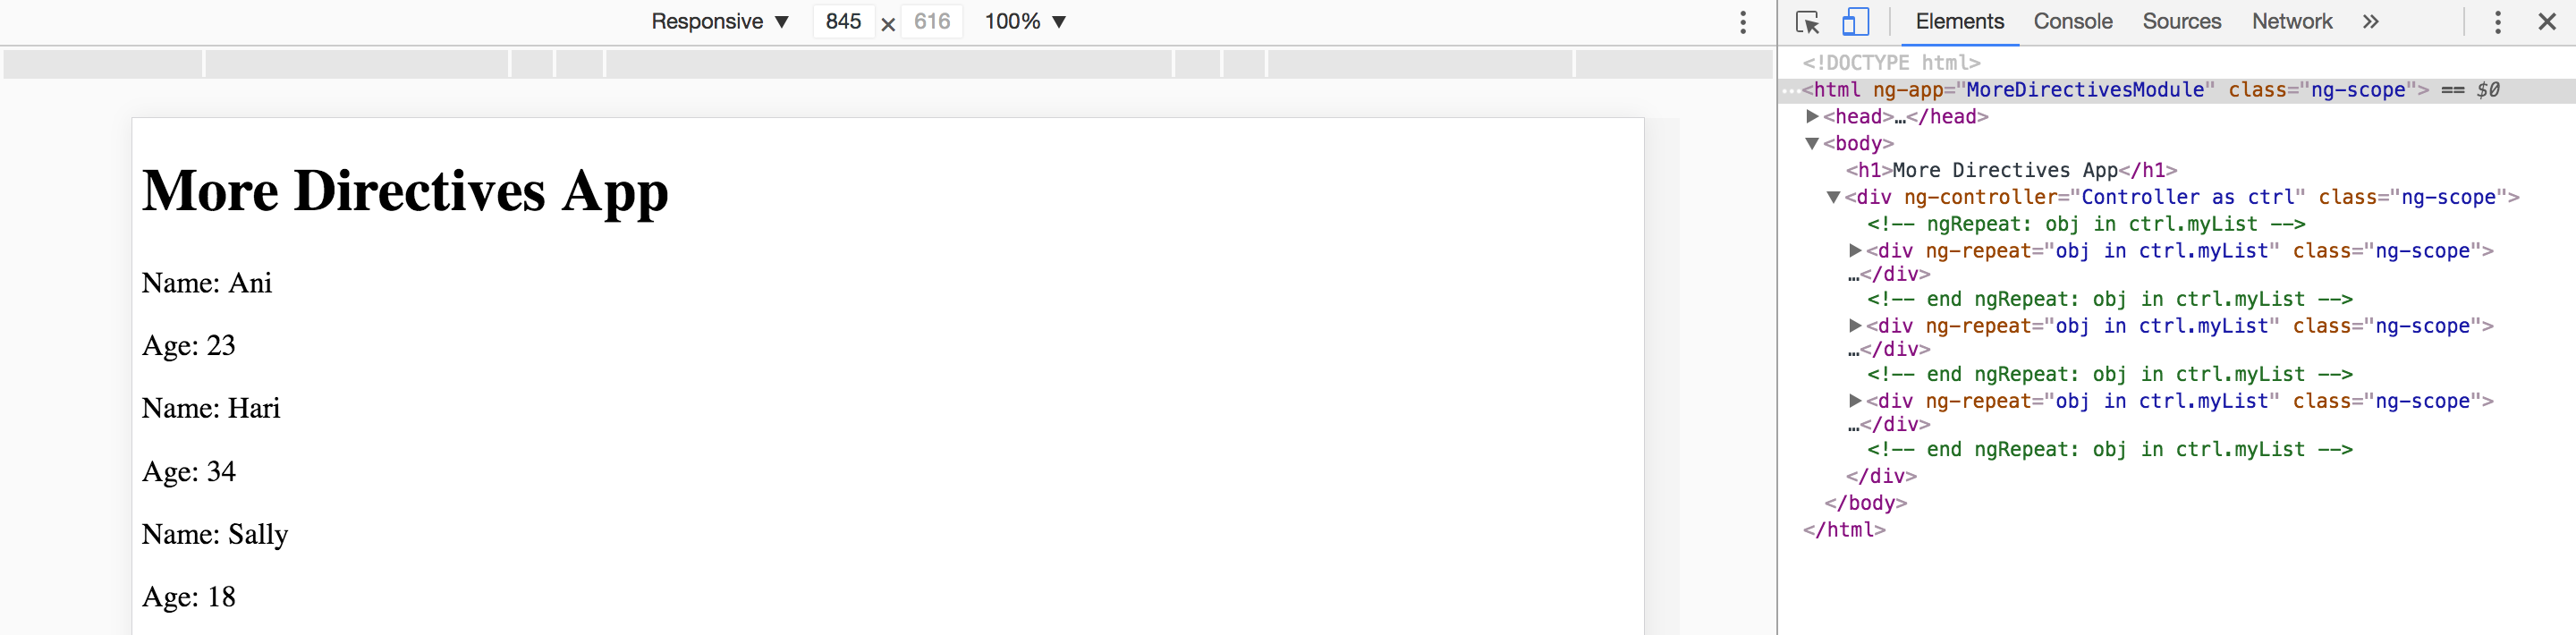 Responsive ▼ 845 × 616 100% ▼
Elements Console Sources Network »
More Directives App
Name: Ani
Age: 23
Name: Hari
Age: 34
Name: Sally
Age: 18
<!DOCTYPE html>
…<html ng-app="MoreDirectivesModule" class="ng-scope"> == $0
▶<head>…</head>
▼<body>
<h1>More Directives App</h1>
▼<div ng-controller="Controller as ctrl" class="ng-scope">
<!-- ngRepeat: obj in ctrl.myList -->
▶<div ng-repeat="obj in ctrl.myList" class="ng-scope">
…</div>
<!-- end ngRepeat: obj in ctrl.myList -->
▶<div ng-repeat="obj in ctrl.myList" class="ng-scope">
…</div>
<!-- end ngRepeat: obj in ctrl.myList -->
▶<div ng-repeat="obj in ctrl.myList" class="ng-scope">
…</div>
<!-- end ngRepeat: obj in ctrl.myList -->
</div>
</body>
</html>